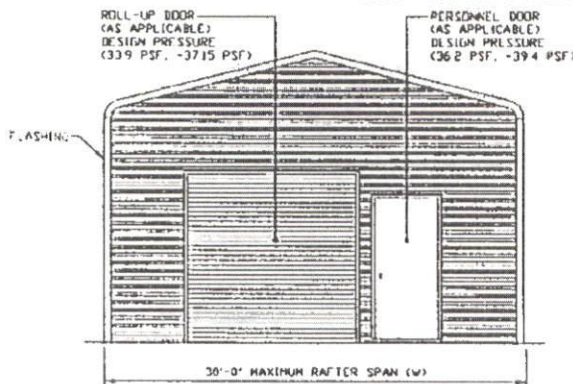 ROLL-UP DOOR
(AS APPLICABLE)
DESIGN PRESSURE
(33.9 PSF, -37.15 PSF)
PERSONNEL DOOR
(AS APPLICABLE)
DESIGN PRESSURE
(36.2 PSF, -39.4 PSF)
FLASHING
30'-0" MAXIMUM RAFTER SPAN (W)